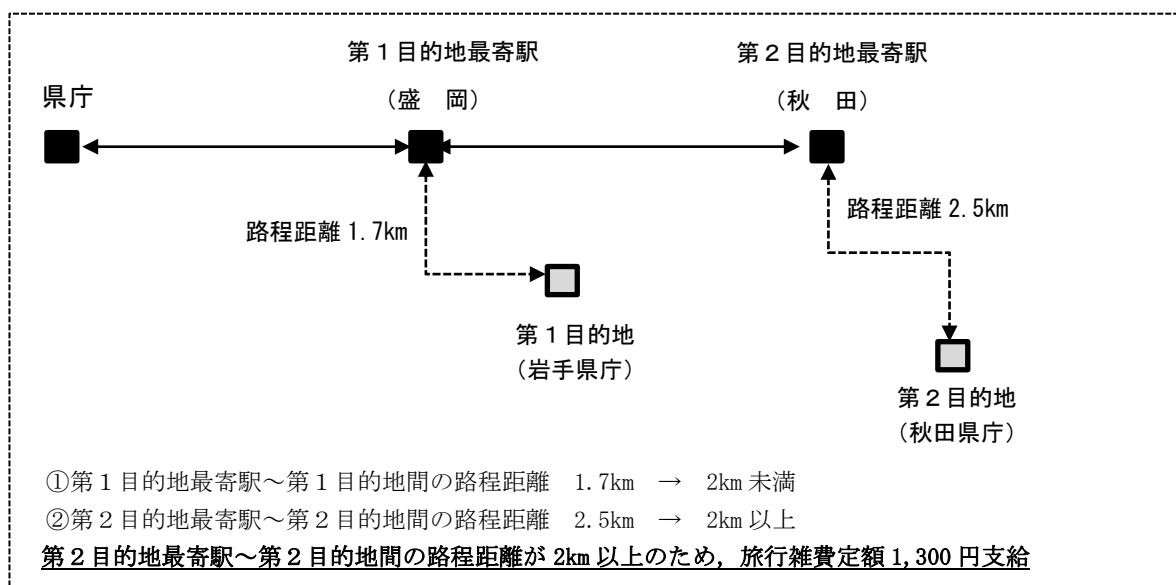 第１目的地最寄駅
第２目的地最寄駅
県庁
（盛　岡）
（秋　田）
路程距離 2.5km
路程距離 1.7km
第１目的地
（岩手県庁）
第２目的地
（秋田県庁）
①第１目的地最寄駅～第１目的地間の路程距離　1.7km　→　2km 未満
②第２目的地最寄駅～第２目的地間の路程距離　2.5km　→　2km 以上
第２目的地最寄駅～第２目的地間の路程距離が 2km 以上のため，旅行雑費定額 1,300 円支給